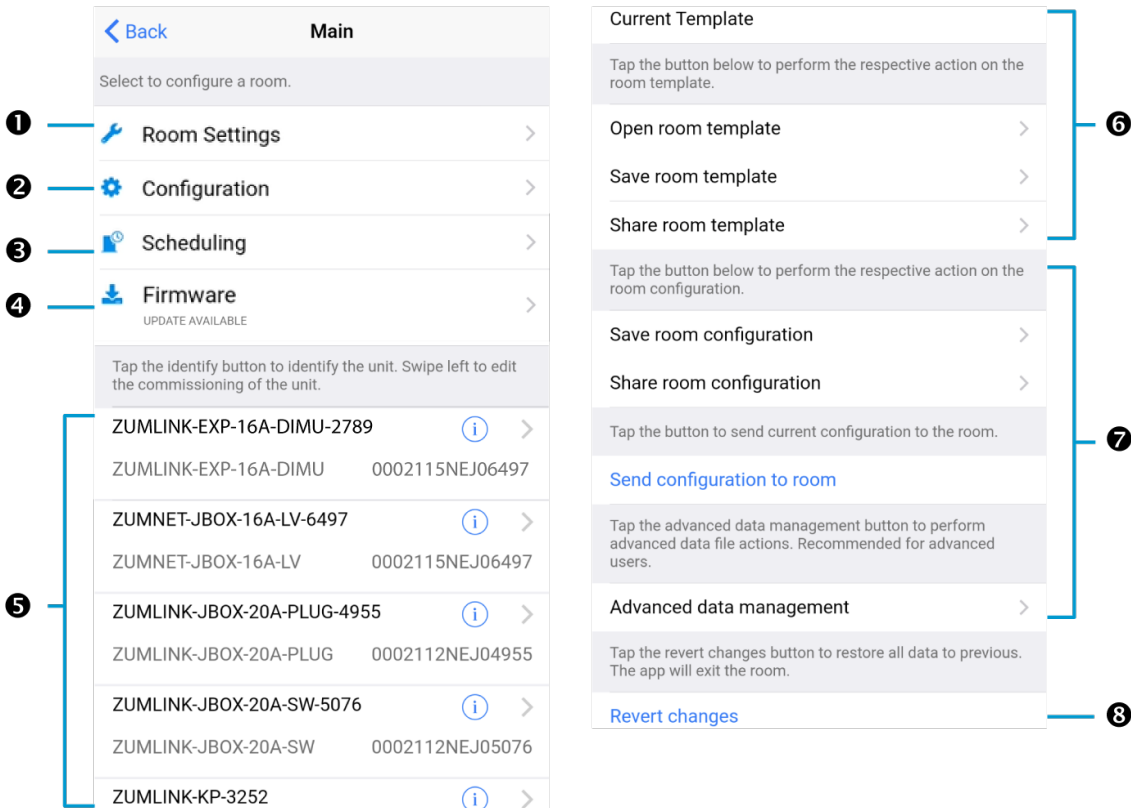 Back
Main
Select to configure a room.
❶
Room Settings
❷
Configuration
❸
Scheduling
❹
Firmware
UPDATE AVAILABLE
Tap the identify button to identify the unit. Swipe left to edit
the commissioning of the unit.
❺
ZUMLINK-EXP-16A-DIMU-2789
ZUMLINK-EXP-16A-DIMU 0002115NEJ06497
ZUMNET-JBOX-16A-LV-6497
ZUMNET-JBOX-16A-LV 0002115NEJ06497
ZUMLINK-JBOX-20A-PLUG-4955
ZUMLINK-JBOX-20A-PLUG 0002112NEJ04955
ZUMLINK-JBOX-20A-SW-5076
ZUMLINK-JBOX-20A-SW 0002112NEJ05076
ZUMLINK-KP-3252
Current Template
Tap the button below to perform the respective action on the
room template.
❻
Open room template
Save room template
Share room template
Tap the button below to perform the respective action on the
room configuration.
Save room configuration
Share room configuration
❼
Tap the button to send current configuration to the room.
Send configuration to room
Tap the advanced data management button to perform
advanced data file actions. Recommended for advanced
users.
Advanced data management
Tap the revert changes button to restore all data to previous.
The app will exit the room.
Revert changes
❽